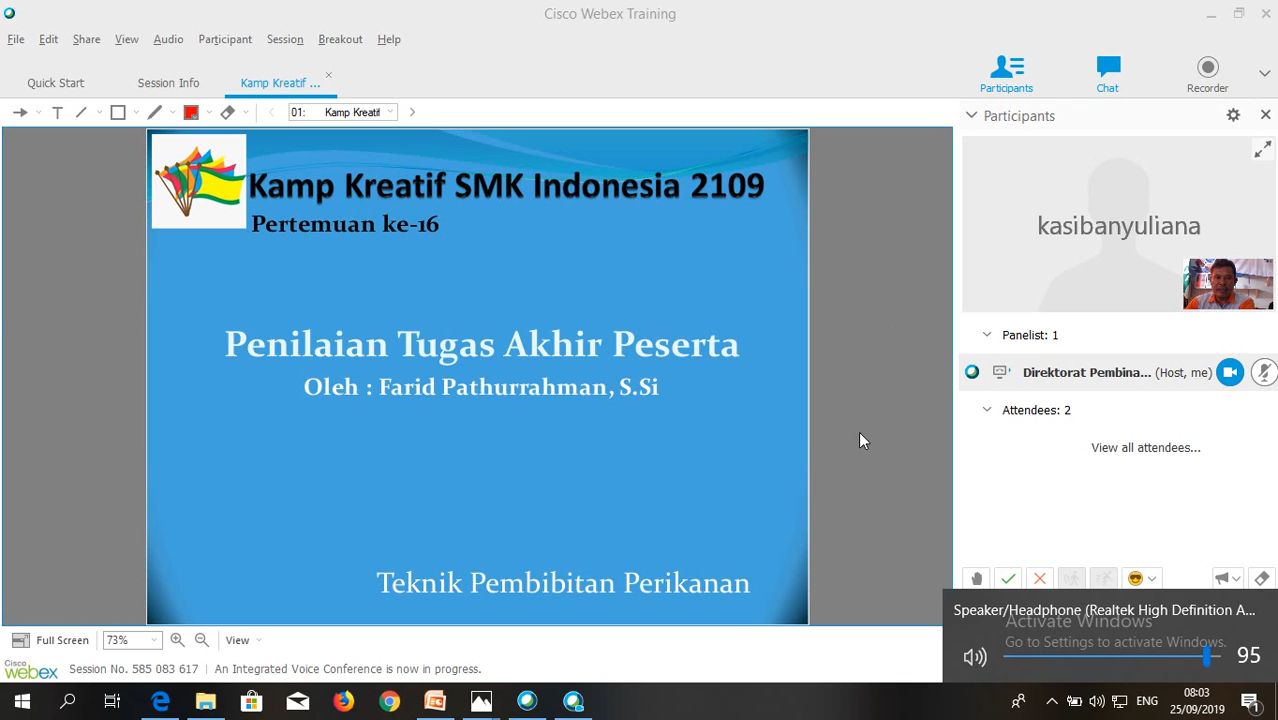 Cisco Webex Training
File Edit Share View Audio Participant Session Breakout Help
Quick Start Session Info Kamp Kreatif ...
Participants Chat Recorder
01: Kamp Kreatif
Participants
Kamp Kreatif SMK Indonesia 2109
Pertemuan ke-16
Penilaian Tugas Akhir Peserta
Oleh : Farid Pathurrahman, S.Si
Teknik Pembibitan Perikanan
kasibanyuliana
Panelist: 1
Direktorat Pembina... (Host, me)
Attendees: 2
View all attendees...
Speaker/Headphone (Realtek High Definition A...
Activate Windows
Go to Settings to activate Windows.
95
Full Screen 73% View
Cisco webex Session No. 585 083 617 An Integrated Voice Conference is now in progress.
ENG
08:03
25/09/2019
1